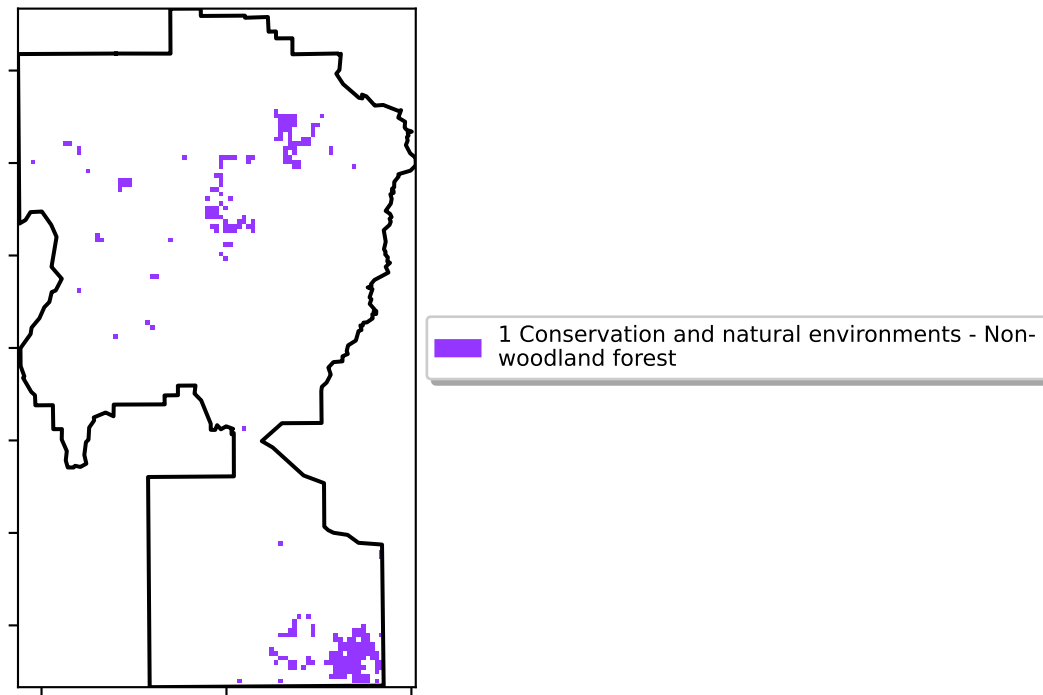 1 Conservation and natural environments - Non-
woodland forest